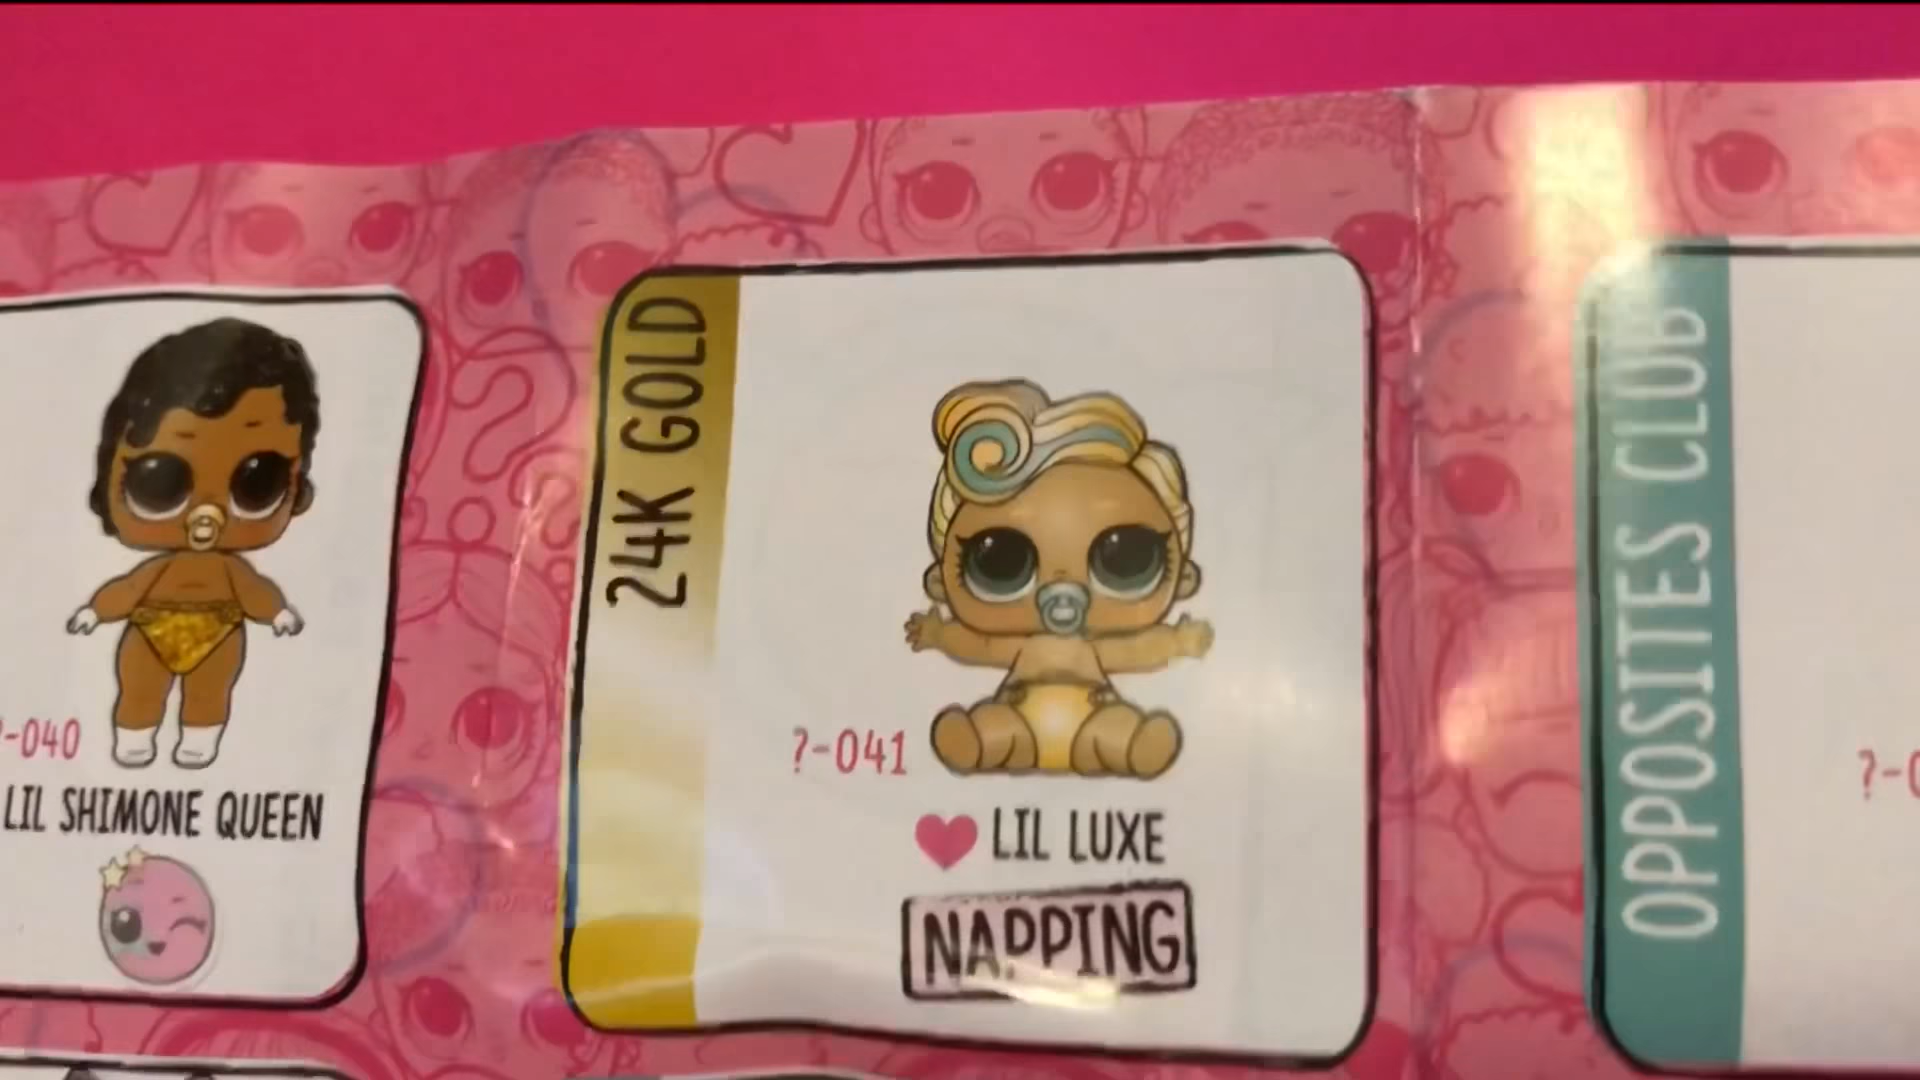 ?-040
LIL SHIMONE QUEEN
24K GOLD
?-041
LIL LUXE
NAPPING
OPPOSITES CLUB